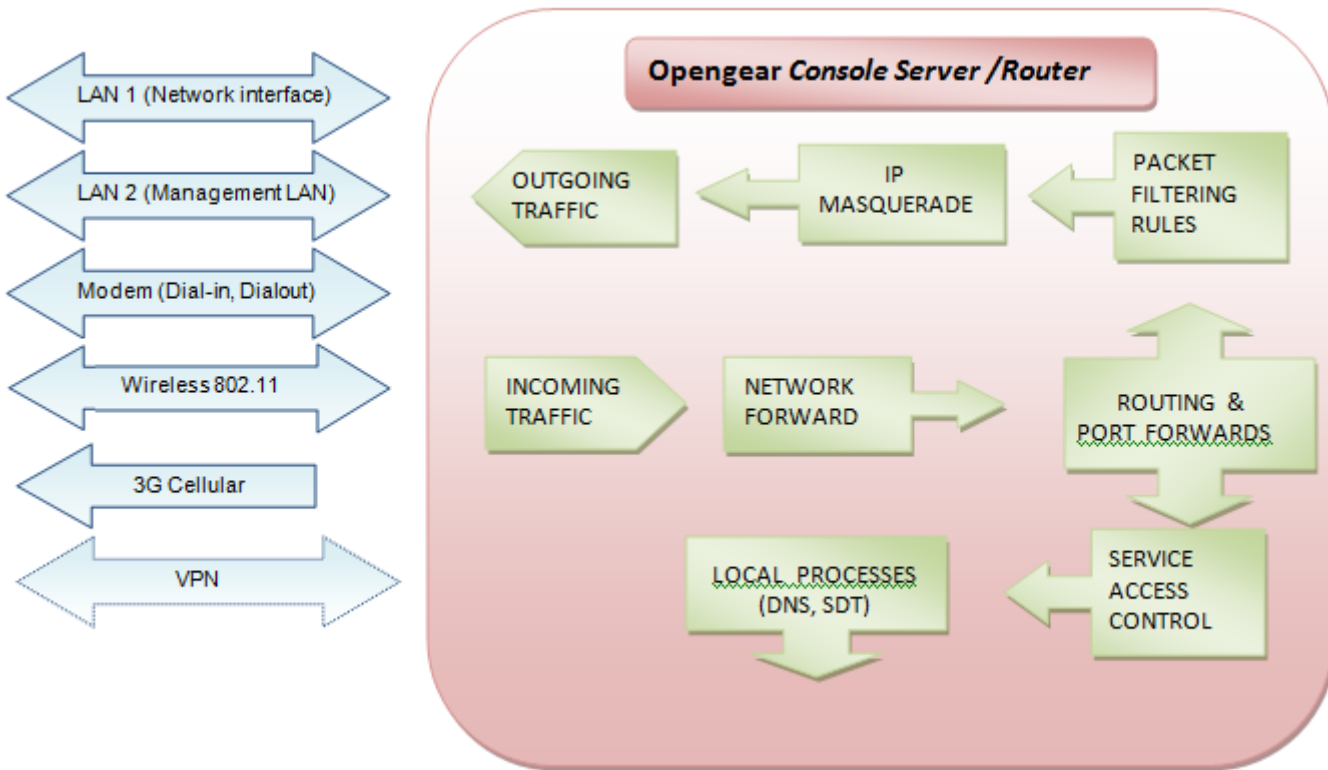 LAN 1 (Network interface)
LAN 2 (Management LAN)
Modem (Dial-in, Dialout)
Wireless 802.11
3G Cellular
VPN
Opengear Console Server /Router
OUTGOING
TRAFFIC
IP
MASQUERADE
PACKET
FILTERING
RULES
INCOMING
TRAFFIC
NETWORK
FORWARD
ROUTING &
PORT FORWARDS
LOCAL PROCESSES
(DNS, SDT)
SERVICE
ACCESS
CONTROL